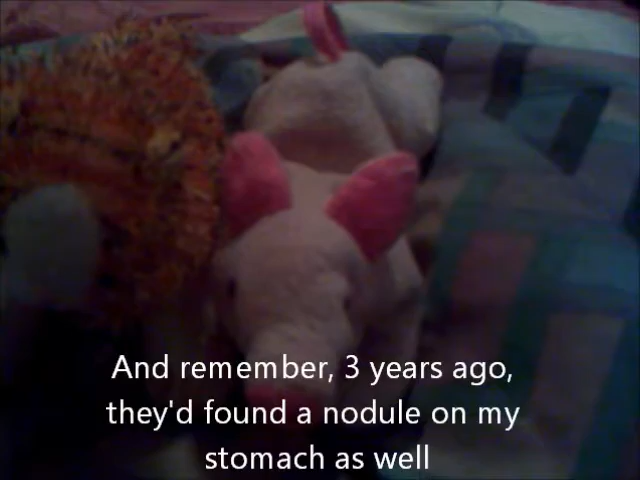 And remember, 3 years ago,
they'd found a nodule on my
stomach as well